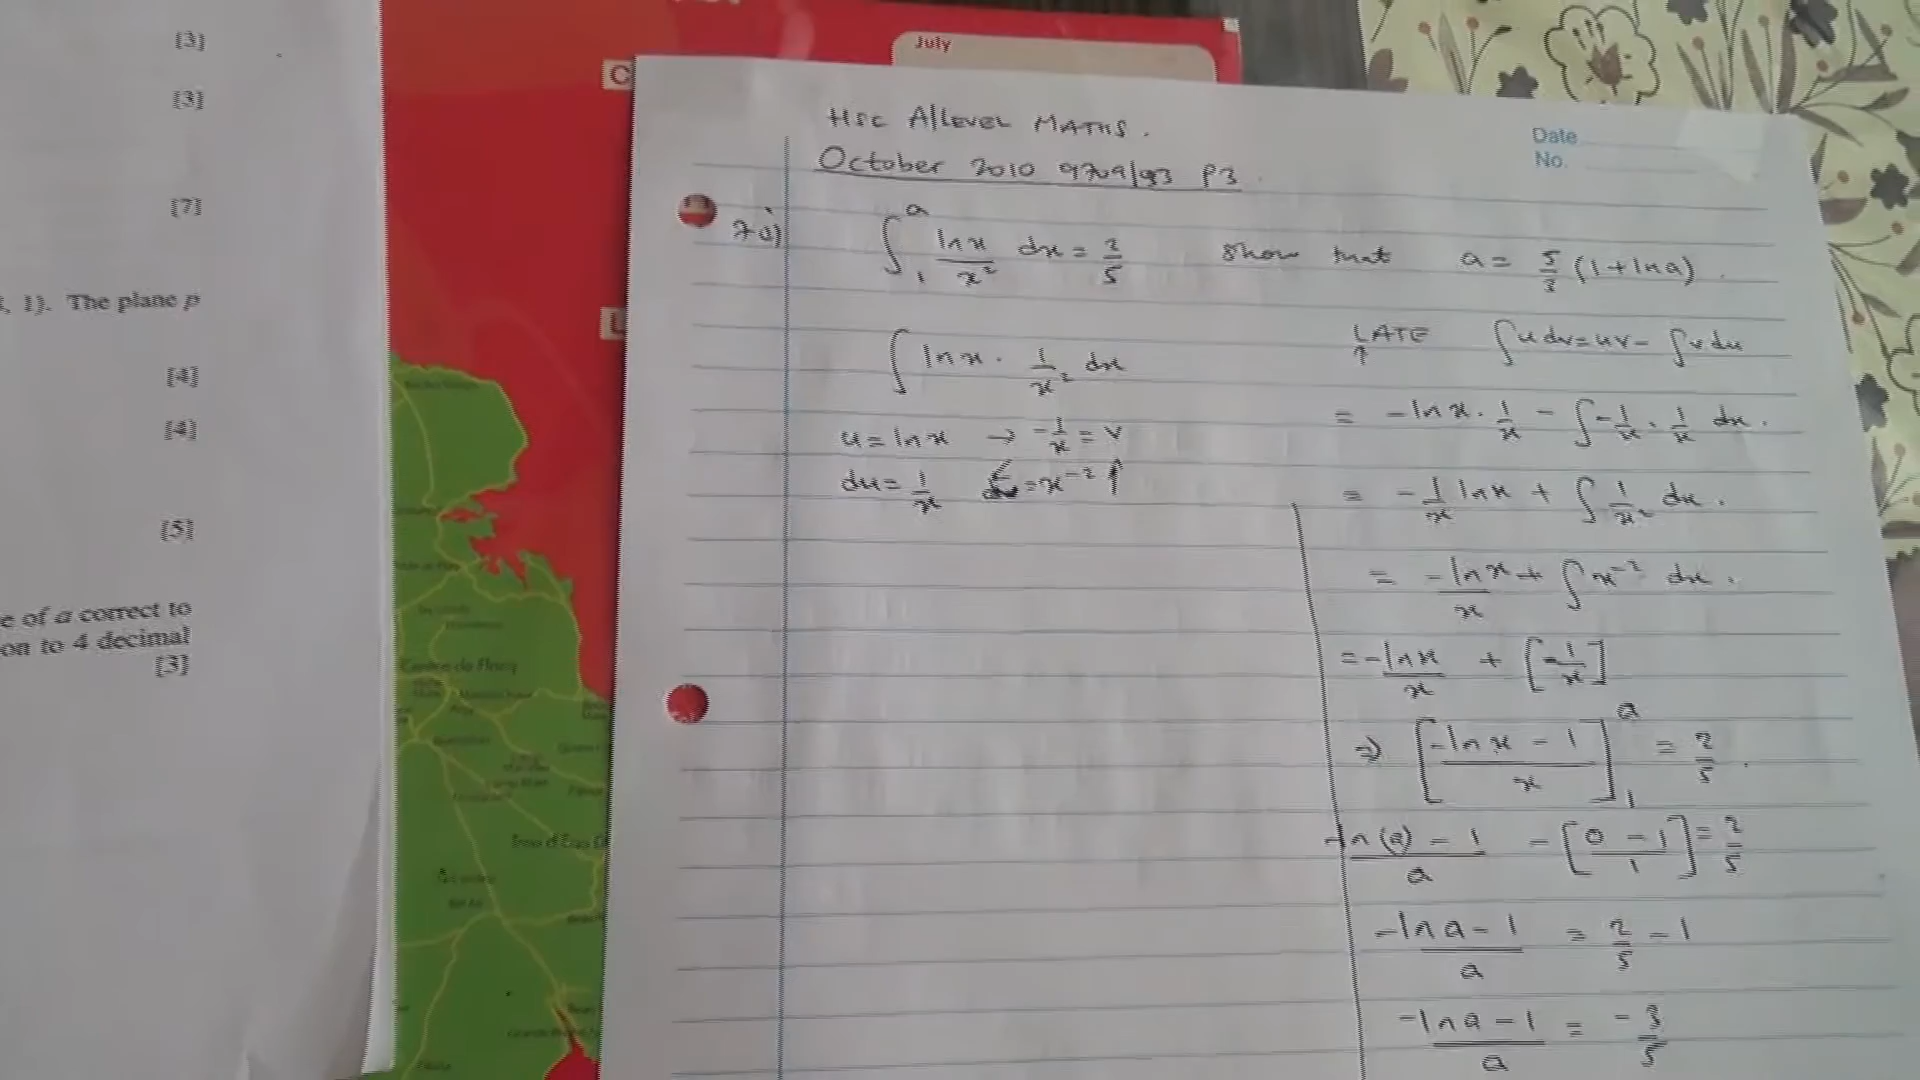 [3]
[3]
[7]
, 1). The plane p
[4]
[4]
[5]
e of a correct to
on to 4 decimal
[3]
July
C
L
HSC A/LEVEL MATHS.
October 2010 9709/33 P3
Date
No.
7 i) ∫₁ᵃ ln x / x² dx = 2/5 Show that a = 5/3 (1 + ln a).
∫ ln x · 1/x² dx
LATE ∫u dv = uv − ∫v du
↑
u = ln x → −1/x = v
du = 1/x = x⁻² ↑
= −ln x · 1/x − ∫ −1/x · 1/x dx.
= −1/x ln x + ∫ 1/x² dx.
= −ln x / x + ∫ x⁻² dx.
= −ln x / x + [−1/x]
⇒ [(−ln x − 1) / x]₁ᵃ = 2/5.
(−ln(a) − 1) / a − [(0 − 1) / 1] = 2/5
(−ln a − 1) / a = 2/5 − 1
(−ln a − 1) / a = −3/5